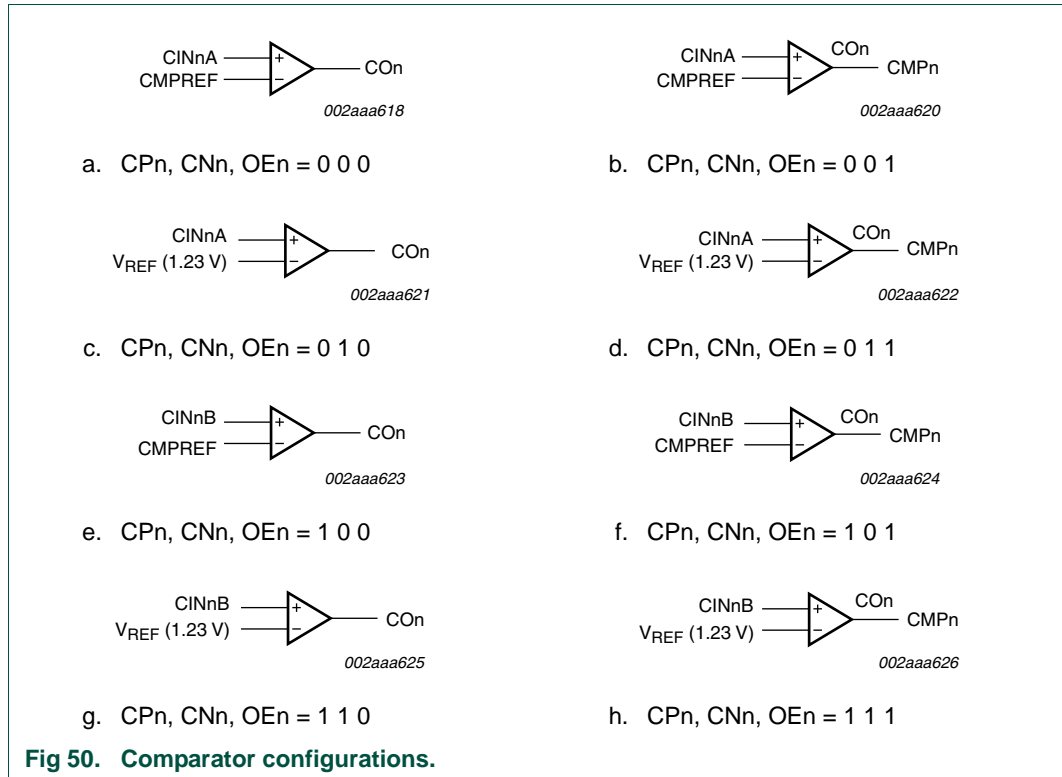 CINnA
CMPREF
+
−
COn
002aaa618
a. CPn, CNn, OEn = 0 0 0
CINnA
CMPREF
+
−
COn
CMPn
002aaa620
b. CPn, CNn, OEn = 0 0 1
CINnA
VREF (1.23 V)
+
−
COn
002aaa621
c. CPn, CNn, OEn = 0 1 0
CINnA
VREF (1.23 V)
+
−
COn
CMPn
002aaa622
d. CPn, CNn, OEn = 0 1 1
CINnB
CMPREF
+
−
COn
002aaa623
e. CPn, CNn, OEn = 1 0 0
CINnB
CMPREF
+
−
COn
CMPn
002aaa624
f. CPn, CNn, OEn = 1 0 1
CINnB
VREF (1.23 V)
+
−
COn
002aaa625
g. CPn, CNn, OEn = 1 1 0
CINnB
VREF (1.23 V)
+
−
COn
CMPn
002aaa626
h. CPn, CNn, OEn = 1 1 1
Fig 50. Comparator configurations.